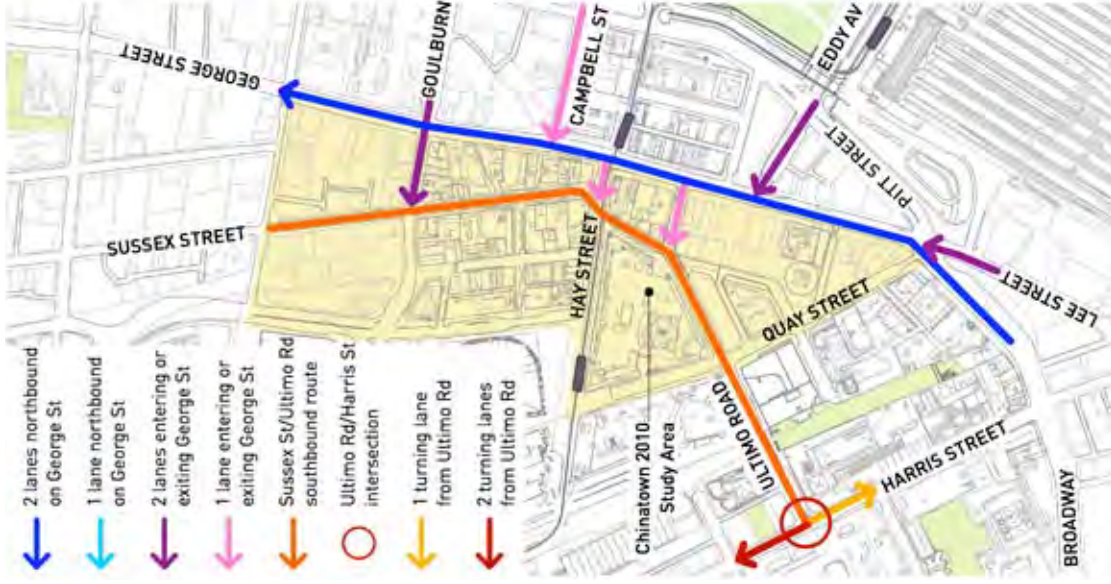 GEORGE STREET
GOULBURN
CAMPBELL ST
EDDY AV
PITT STREET
LEE STREET
SUSSEX STREET
HAY STREET
QUAY STREET
ULTIMO ROAD
HARRIS STREET
BROADWAY
Chinatown 2010
Study Area
2 lanes northbound
on George St
1 lane northbound
on George St
2 lanes entering or
exiting George St
1 lane entering or
exiting George St
Sussex St/Ultimo Rd
southbound route
Ultimo Rd/Harris St
intersection
1 turning lane
from Ultimo Rd
2 turning lanes
from Ultimo Rd